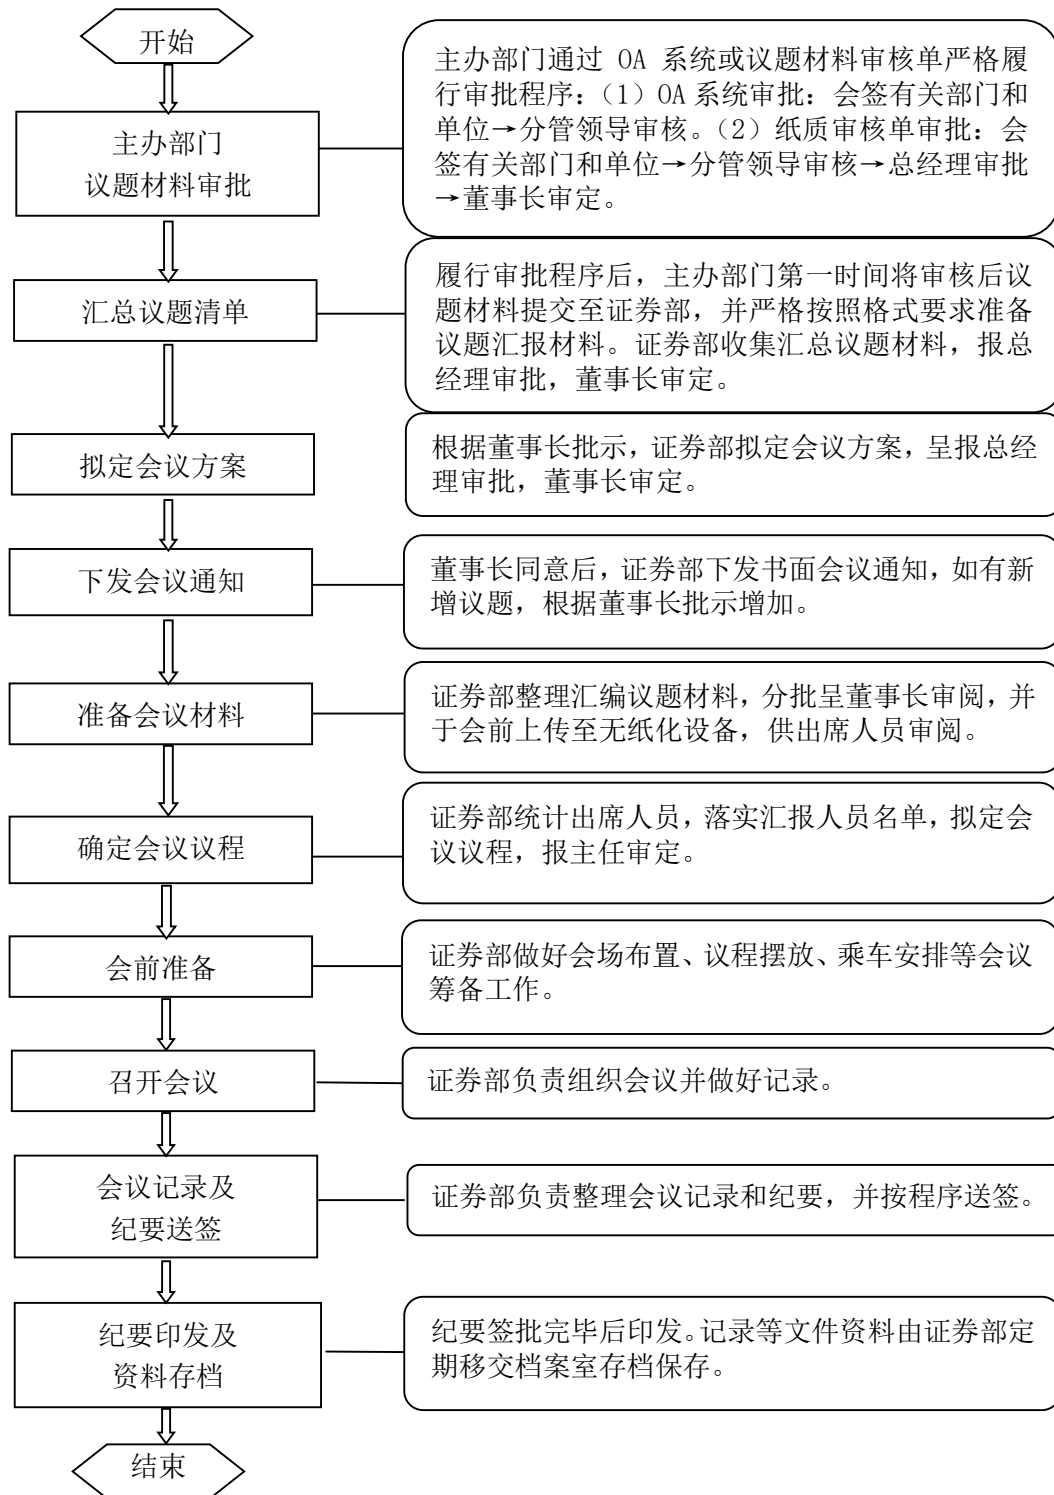 开始
主办部门通过 OA 系统或议题材料审核单严格履
行审批程序：（1）OA 系统审批：会签有关部门和
单位→分管领导审核。（2）纸质审核单审批：会
签有关部门和单位→分管领导审核→总经理审批
→董事长审定。
主办部门
议题材料审批
履行审批程序后，主办部门第一时间将审核后议
题材料提交至证券部，并严格按照格式要求准备
议题汇报材料。证券部收集汇总议题材料，报总
经理审批，董事长审定。
汇总议题清单
根据董事长批示，证券部拟定会议方案，呈报总经
理审批，董事长审定。
拟定会议方案
董事长同意后，证券部下发书面会议通知，如有新
增议题，根据董事长批示增加。
下发会议通知
证券部整理汇编议题材料，分批呈董事长审阅，并
于会前上传至无纸化设备，供出席人员审阅。
准备会议材料
证券部统计出席人员，落实汇报人员名单，拟定会
议议程，报主任审定。
确定会议议程
证券部做好会场布置、议程摆放、乘车安排等会议
筹备工作。
会前准备
召开会议
证券部负责组织会议并做好记录。
会议记录及
纪要送签
证券部负责整理会议记录和纪要，并按程序送签。
纪要印发及
资料存档
纪要签批完毕后印发。记录等文件资料由证券部定
期移交档案室存档保存。
结束